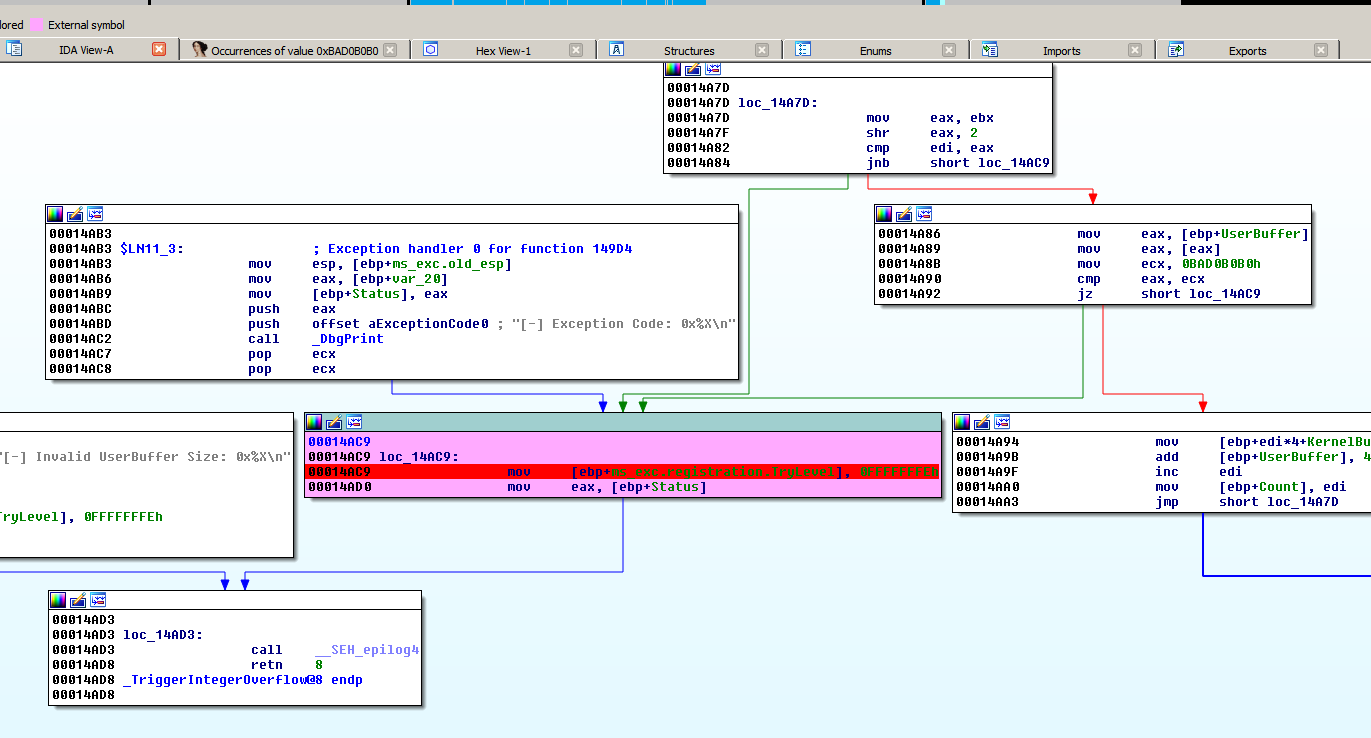 lored External symbol
IDA View-A Occurrences of value 0xBAD0B0B0 Hex View-1 Structures Enums Imports Exports
00014A7D
00014A7D loc_14A7D:
00014A7D mov eax, ebx
00014A7F shr eax, 2
00014A82 cmp edi, eax
00014A84 jnb short loc_14AC9
00014AB3
00014AB3 $LN11_3: ; Exception handler 0 for function 149D4
00014AB3 mov esp, [ebp+ms_exc.old_esp]
00014AB6 mov eax, [ebp+var_20]
00014AB9 mov [ebp+Status], eax
00014ABC push eax
00014ABD push offset aExceptionCode0 ; "[-] Exception Code: 0x%X\n"
00014AC2 call _DbgPrint
00014AC7 pop ecx
00014AC8 pop ecx
00014A86 mov eax, [ebp+UserBuffer]
00014A89 mov eax, [eax]
00014A8B mov ecx, 0BAD0B0B0h
00014A90 cmp eax, ecx
00014A92 jz short loc_14AC9
"[-] Invalid UserBuffer Size: 0x%X\n"
TryLevel], 0FFFFFFFEh
00014AC9
00014AC9 loc_14AC9:
00014AC9 mov [ebp+ms_exc.registration.TryLevel],
00014AD0 mov eax, [ebp+Status]
00014A94 mov [ebp+edi*4+KernelBu
00014A9B add [ebp+UserBuffer], 4
00014A9F inc edi
00014AA0 mov [ebp+Count], edi
00014AA3 jmp short loc_14A7D
00014AD3
00014AD3 loc_14AD3:
00014AD3 call __SEH_epilog4
00014AD8 retn 8
00014AD8 _TriggerIntegerOverflow@8 endp
00014AD8